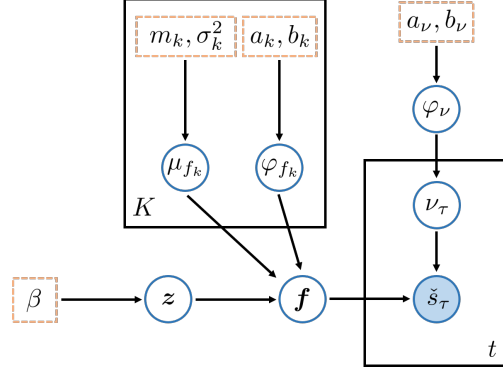 m_k, σ_k^2
a_k, b_k
a_ν, b_ν
φ_ν
μ_{f_k}
φ_{f_k}
K
ν_τ
β
z
f
š_τ
t